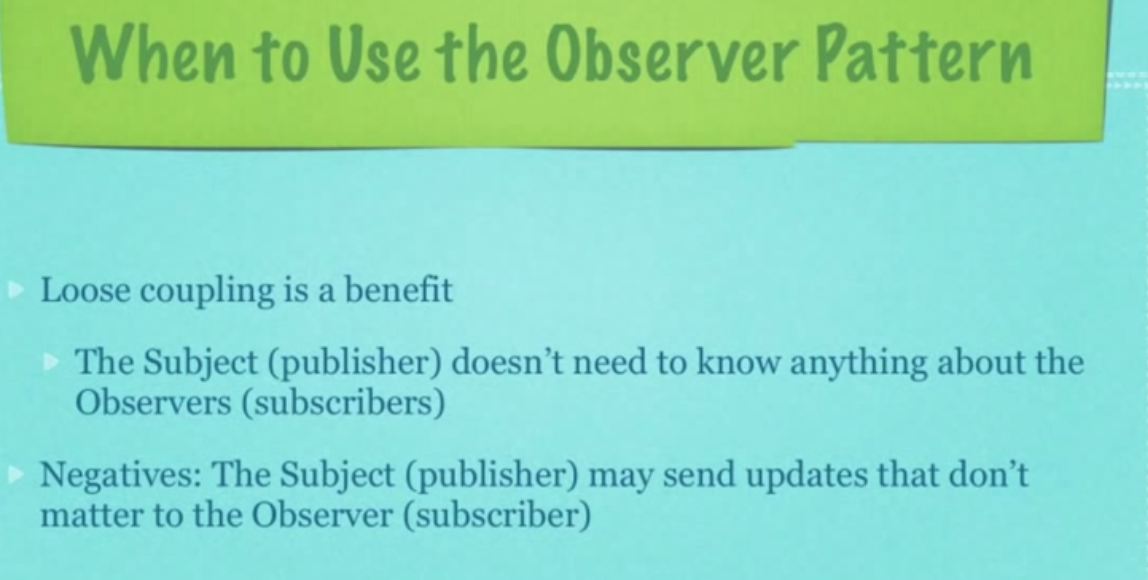 When to Use the Observer Pattern
Loose coupling is a benefit
The Subject (publisher) doesn't need to know anything about the
Observers (subscribers)
Negatives: The Subject (publisher) may send updates that don't
matter to the Observer (subscriber)